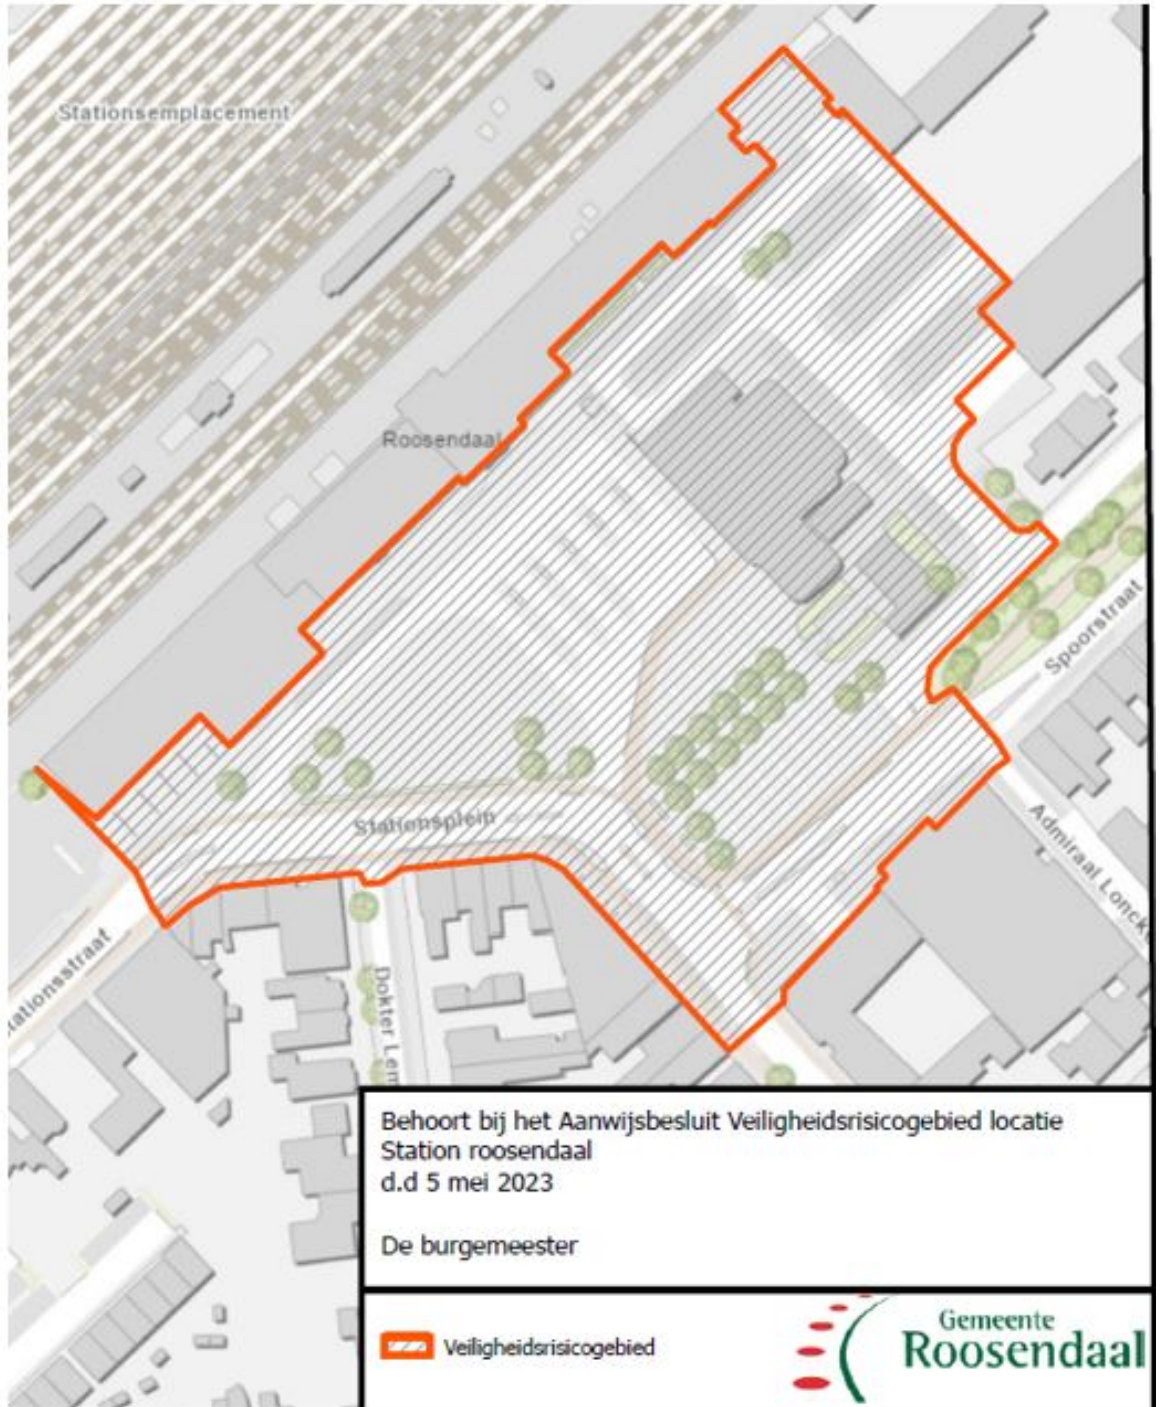 Stationsemplacement
Roosendaal
Spoorstraat
Stationsplein
Admiraal Lonck
tationsstraat
Dokter Lem
Behoort bij het Aanwijsbesluit Veiligheidsrisicogebied locatie
Station roosendaal
d.d 5 mei 2023
De burgemeester
Veiligheidsrisicogebied
Gemeente
Roosendaal